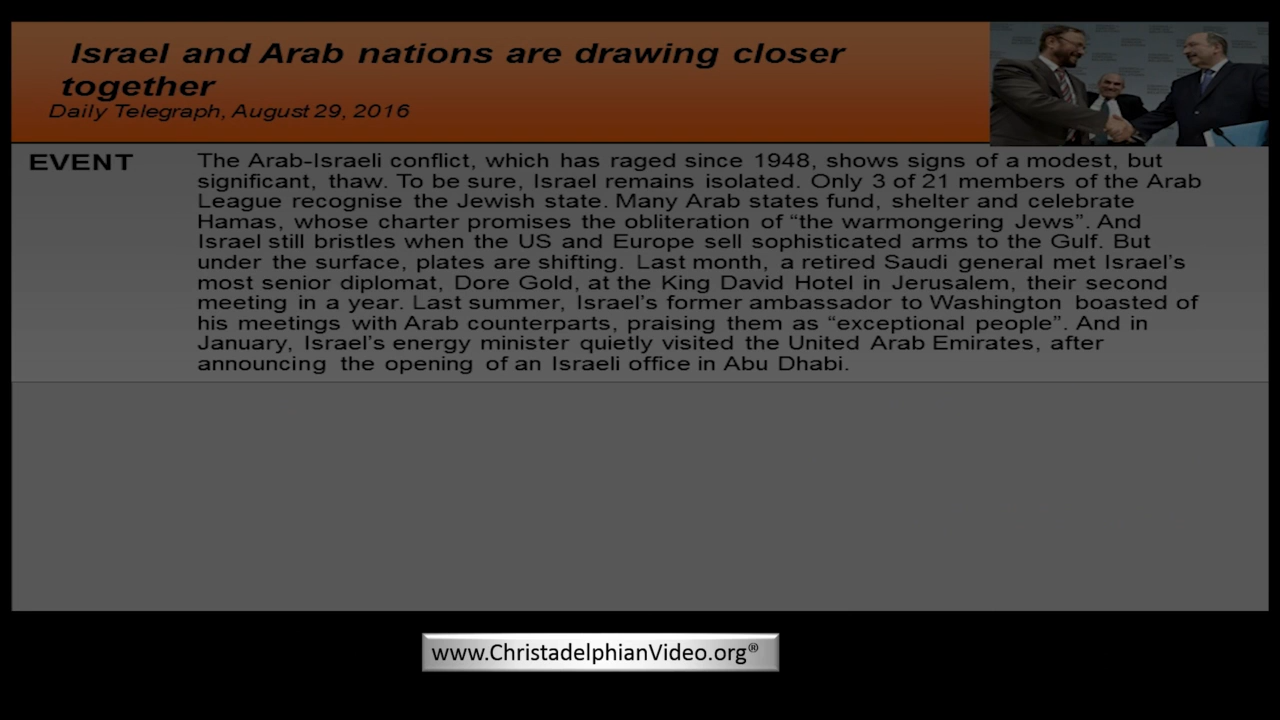 Israel and Arab nations are drawing closer
together
Daily Telegraph, August 29, 2016
EVENT
The Arab-Israeli conflict, which has raged since 1948, shows signs of a modest, but
significant, thaw. To be sure, Israel remains isolated. Only 3 of 21 members of the Arab
League recognise the Jewish state. Many Arab states fund, shelter and celebrate
Hamas, whose charter promises the obliteration of “the warmongering Jews”. And
Israel still bristles when the US and Europe sell sophisticated arms to the Gulf. But
under the surface, plates are shifting. Last month, a retired Saudi general met Israel’s
most senior diplomat, Dore Gold, at the King David Hotel in Jerusalem, their second
meeting in a year. Last summer, Israel’s former ambassador to Washington boasted of
his meetings with Arab counterparts, praising them as “exceptional people”. And in
January, Israel’s energy minister quietly visited the United Arab Emirates, after
announcing the opening of an Israeli office in Abu Dhabi.
www.ChristadelphianVideo.org®